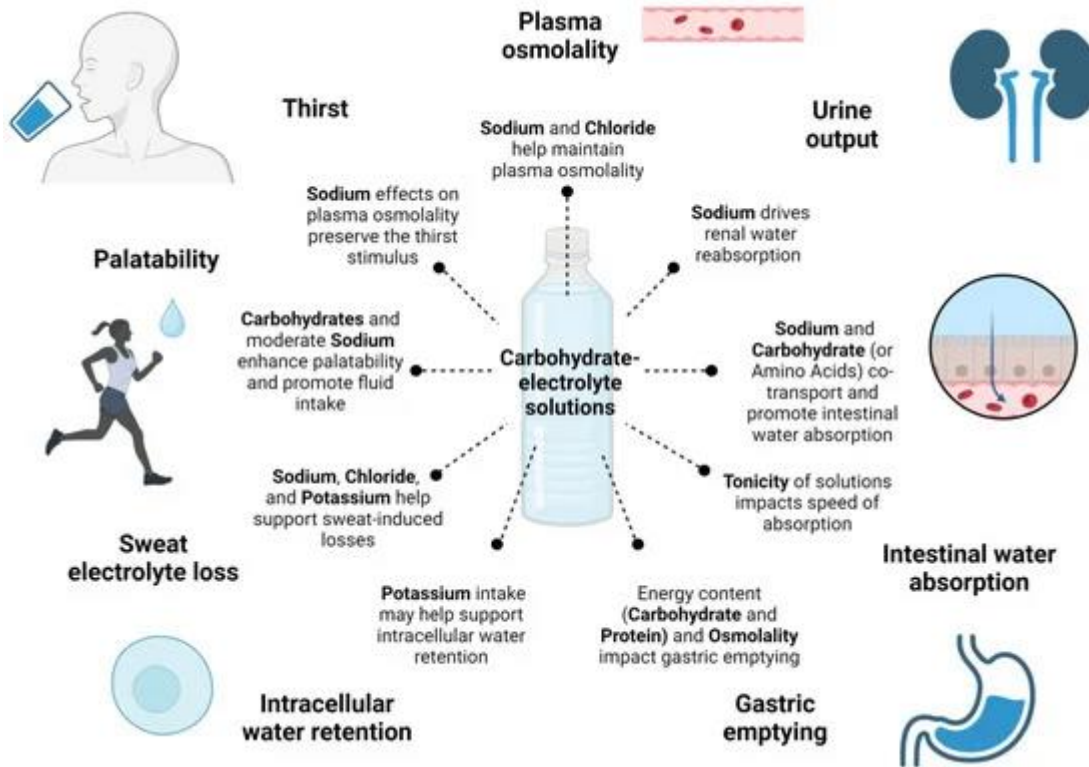 Plasma
osmolality
Thirst
Urine
output
Sodium and Chloride
help maintain
plasma osmolality
Sodium effects on
plasma osmolality
preserve the thirst
stimulus
Sodium drives
renal water
reabsorption
Palatability
Carbohydrates and
moderate Sodium
enhance palatability
and promote fluid
intake
Carbohydrate-
electrolyte
solutions
Sodium and
Carbohydrate (or
Amino Acids) co-
transport and
promote intestinal
water absorption
Sodium, Chloride,
and Potassium help
support sweat-induced
losses
Tonicity of solutions
impacts speed of
absorption
Sweat
electrolyte loss
Intestinal water
absorption
Potassium intake
may help support
intracellular water
retention
Energy content
(Carbohydrate and
Protein) and Osmolality
impact gastric emptying
Intracellular
water retention
Gastric
emptying